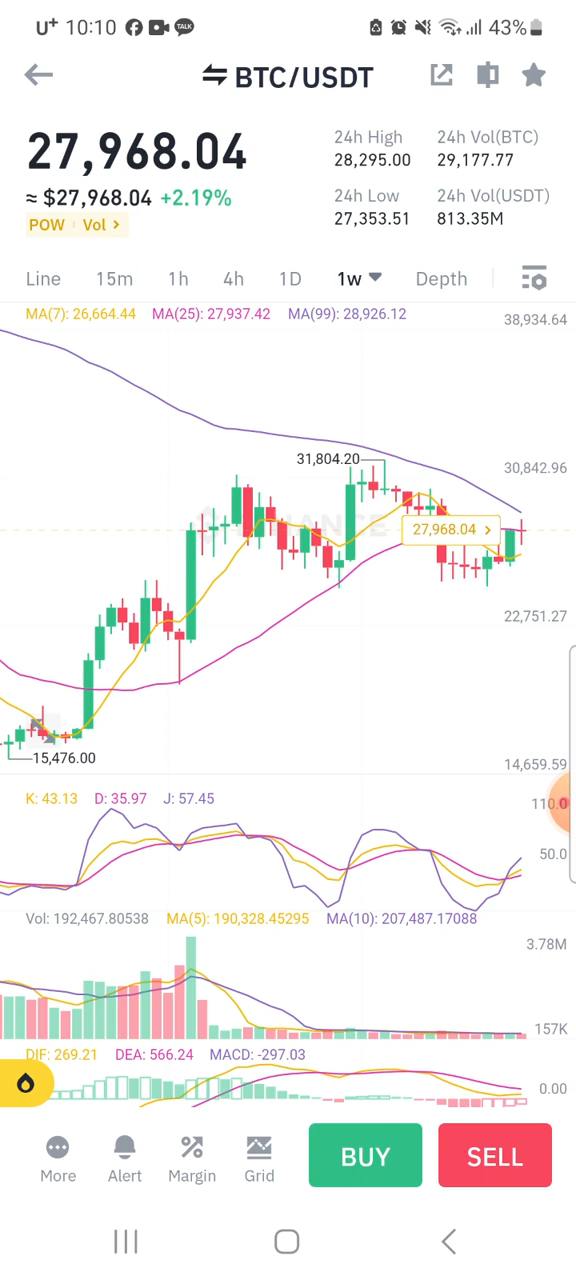 U+ 10:10 TALK 43%
BTC/USDT
27,968.04
≈ $27,968.04 +2.19%
POW Vol >
24h High
28,295.00
24h Vol(BTC)
29,177.77
24h Low
27,353.51
24h Vol(USDT)
813.35M
Line 15m 1h 4h 1D 1w Depth
MA(7): 26,664.44 MA(25): 27,937.42 MA(99): 28,926.12
38,934.64
31,804.20
30,842.96
27,968.04 >
22,751.27
15,476.00
14,659.59
K: 43.13 D: 35.97 J: 57.45
110.0
50.0
Vol: 192,467.80538 MA(5): 190,328.45295 MA(10): 207,487.17088
3.78M
157K
DIF: 269.21 DEA: 566.24 MACD: -297.03
0.00
More Alert Margin Grid BUY SELL